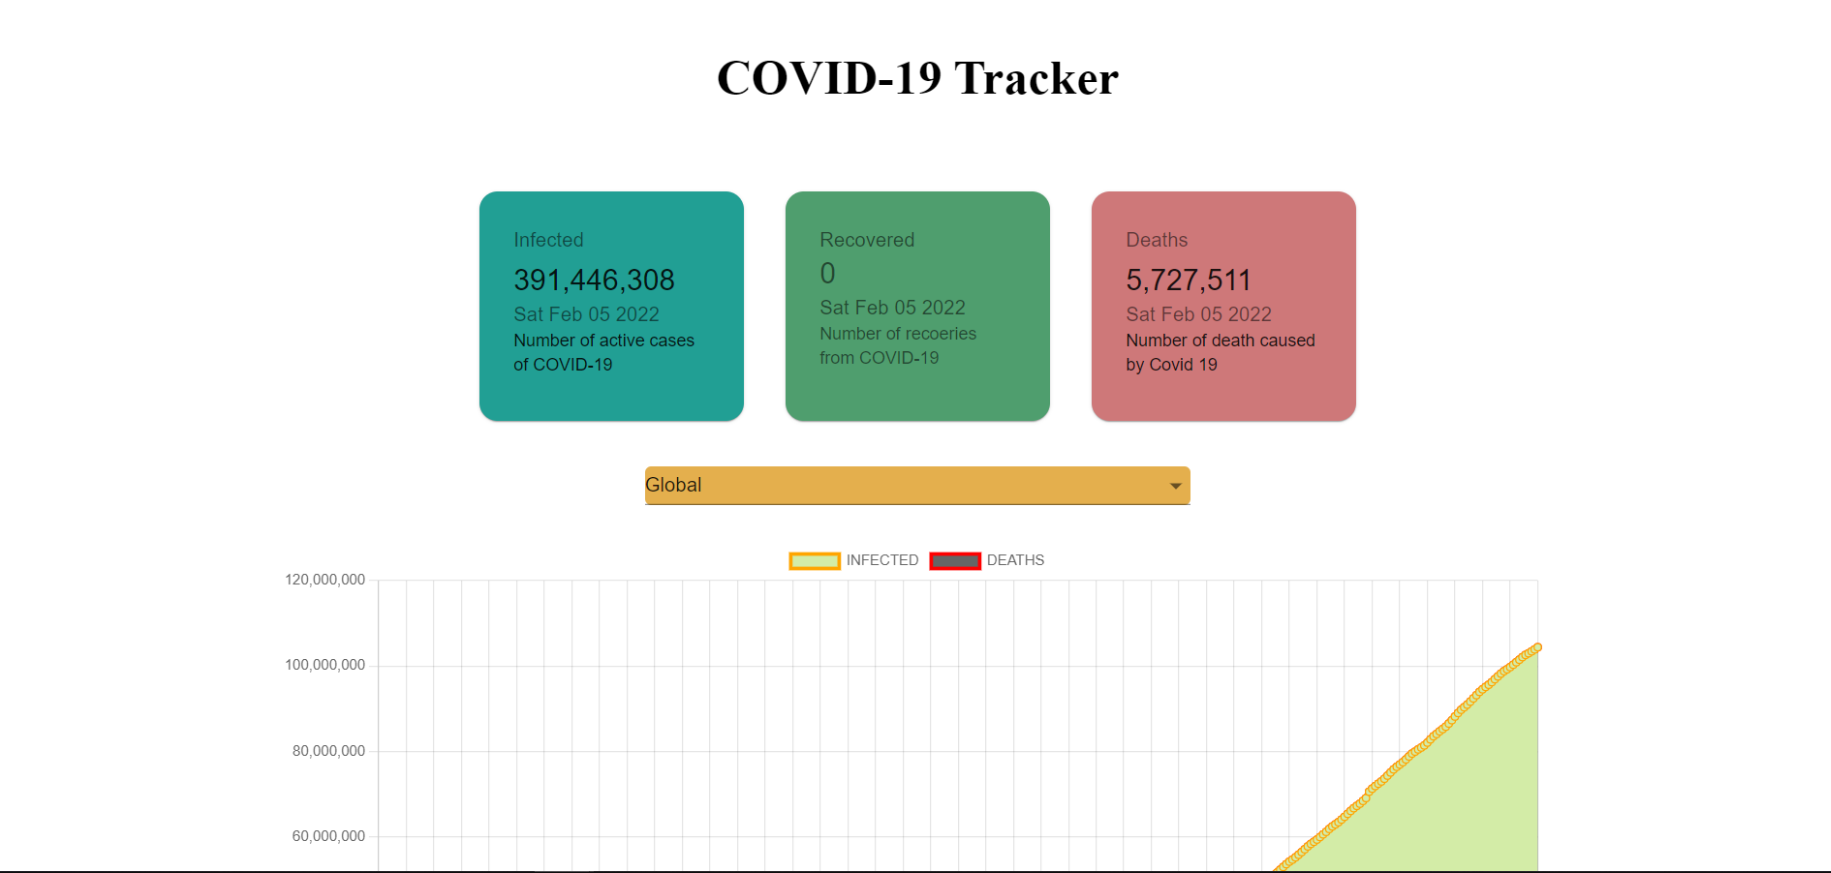 COVID-19 Tracker
Infected
391,446,308
Sat Feb 05 2022
Number of active cases
of COVID-19
Recovered
0
Sat Feb 05 2022
Number of recoeries
from COVID-19
Deaths
5,727,511
Sat Feb 05 2022
Number of death caused
by Covid 19
Global
INFECTED DEATHS
120,000,000
100,000,000
80,000,000
60,000,000